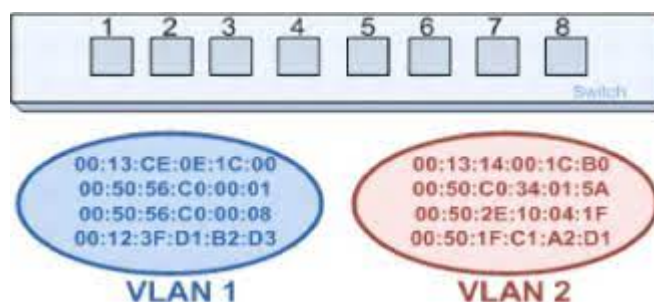 1 2 3 4 5 6 7 8
Switch
00:13:CE:0E:1C:00
00:50:56:C0:00:01
00:50:56:C0:00:08
00:12:3F:D1:B2:D3
VLAN 1
00:13:14:00:1C:B0
00:50:C0:34:01:5A
00:50:2E:10:04:1F
00:50:1F:C1:A2:D1
VLAN 2